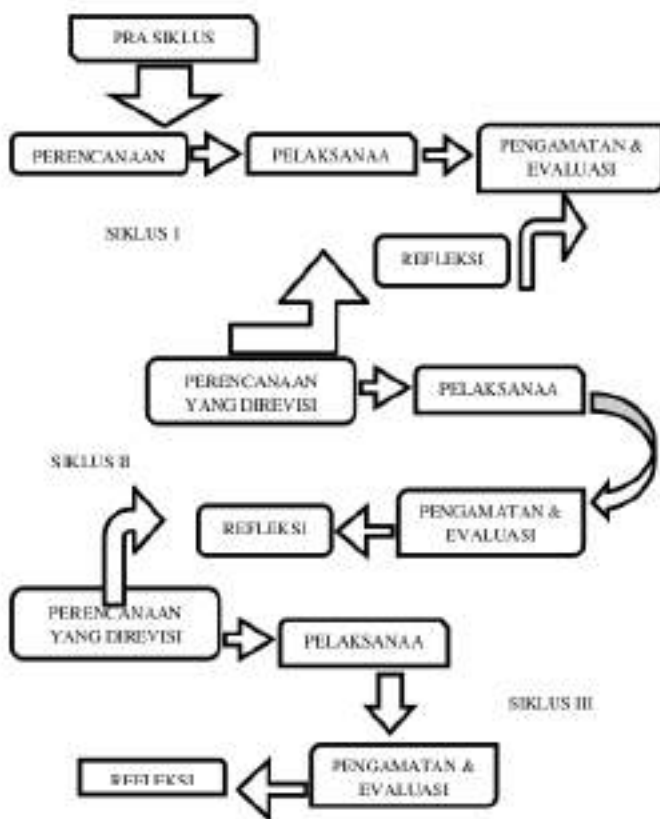 PRA SIKLUS
PERENCANAAN
PELAKSANAA
PENGAMATAN &
EVALUASI
SIKLUS I
REFLEKSI
PERENCANAAN
YANG DIREVISI
PELAKSANAA
SIKLUS II
REFLEKSI
PENGAMATAN &
EVALUASI
PERENCANAAN
YANG DIREVISI
PELAKSANAA
SIKLUS III
REFLEKSI
PENGAMATAN &
EVALUASI